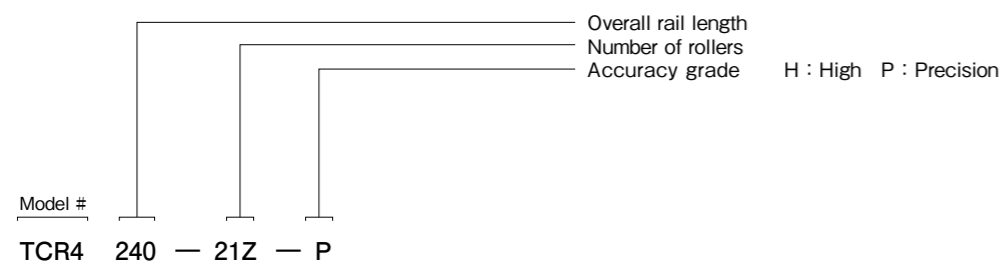 Overall rail length
Number of rollers
Accuracy grade H：High P：Precision
Model #
TCR4 240 — 21Z — P